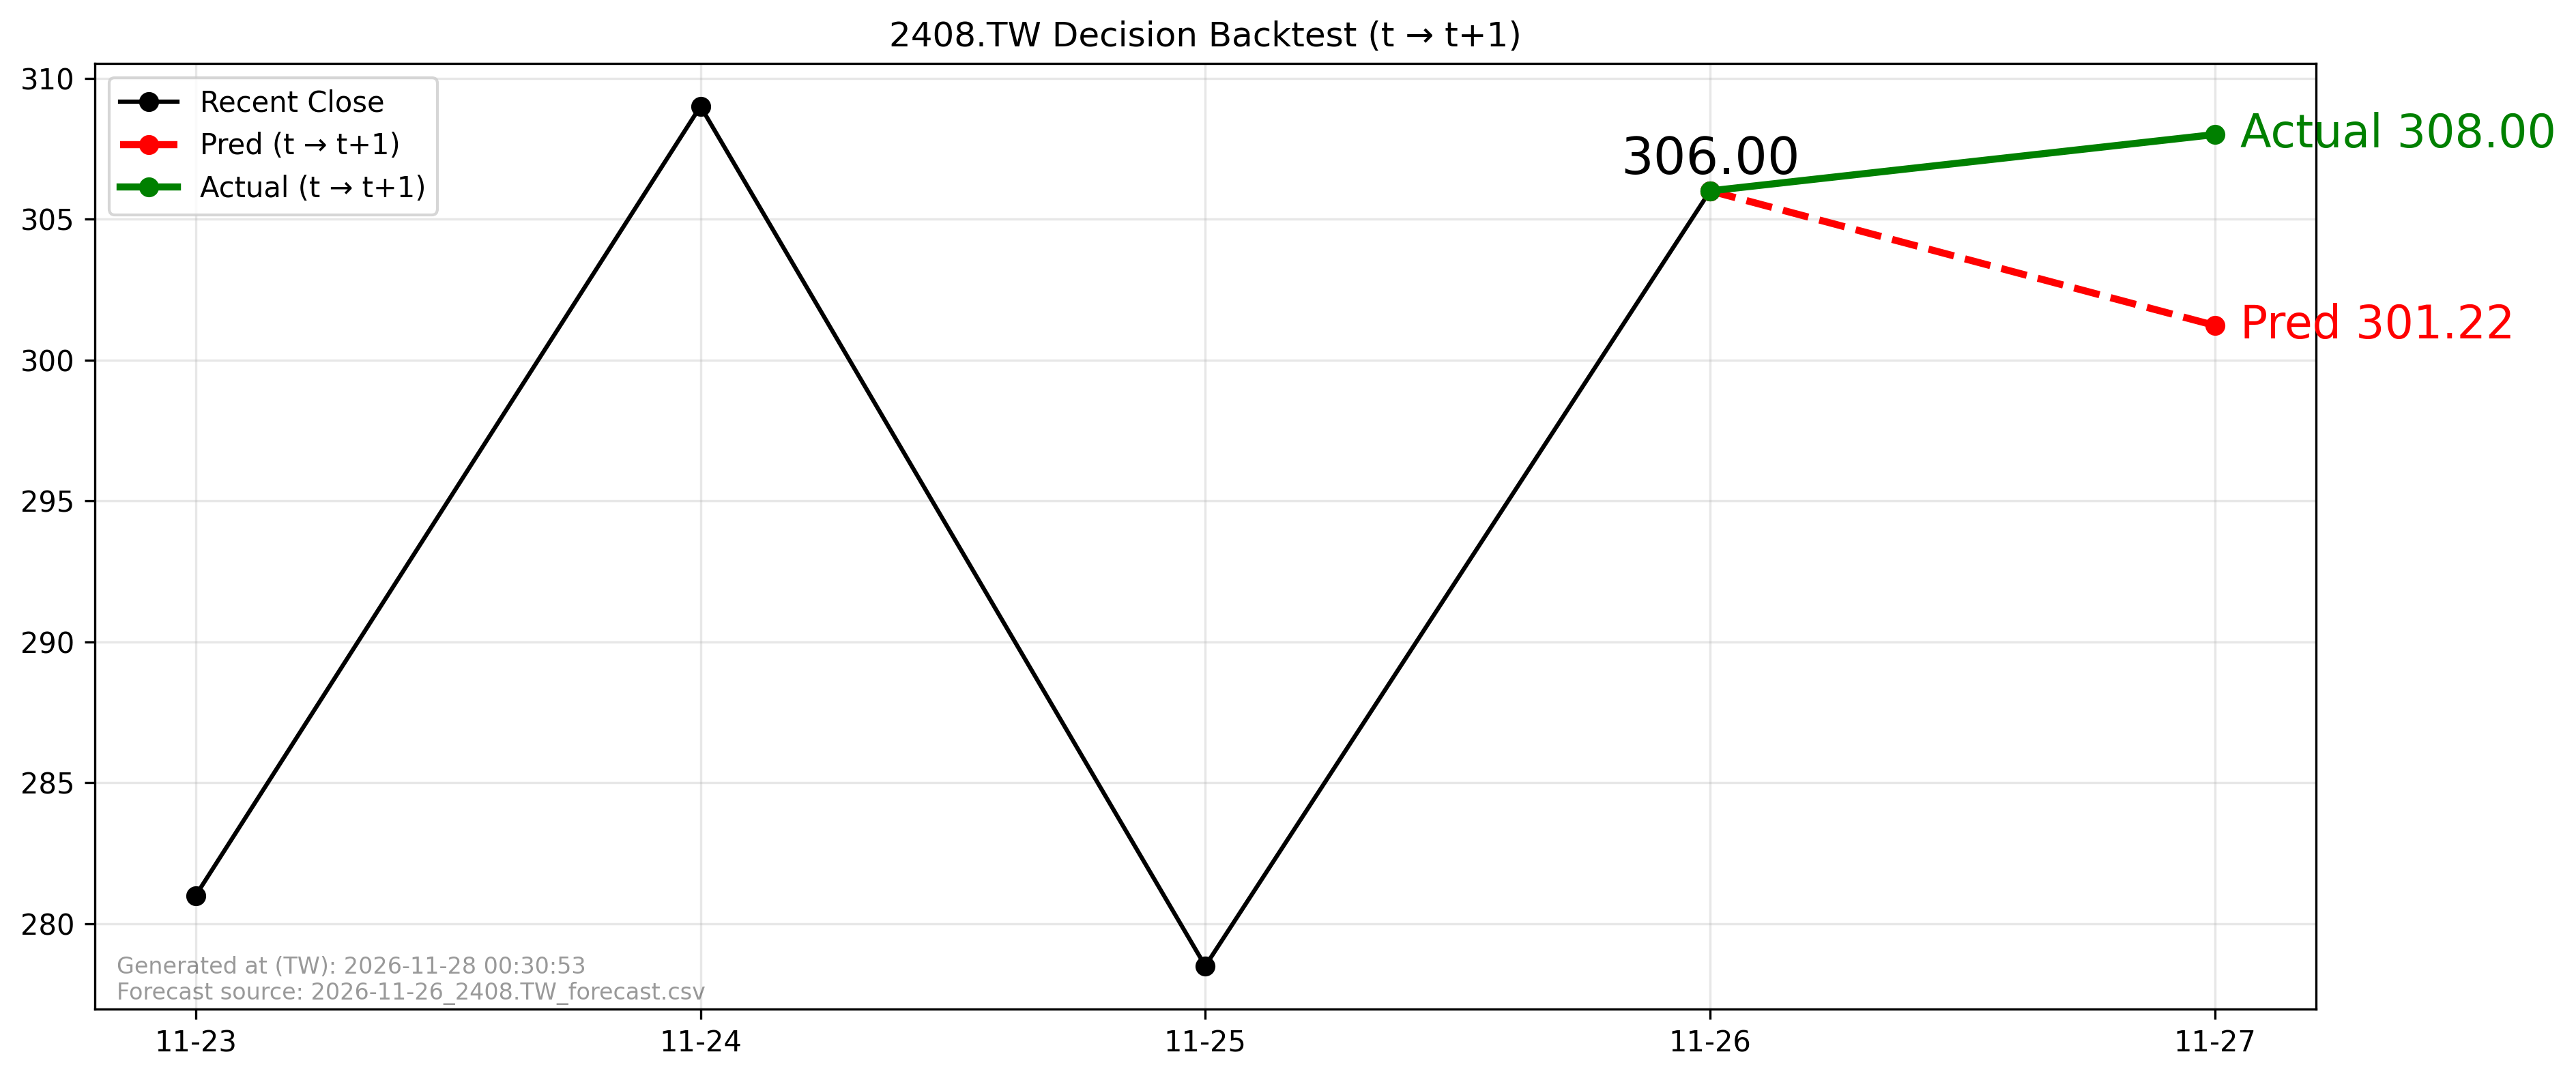 2408.TW Decision Backtest (t → t+1)
310
305
300
295
290
285
280
Recent Close
Pred (t → t+1)
Actual (t → t+1)
306.00
Actual 308.00
Pred 301.22
Generated at (TW): 2026-11-28 00:30:53
Forecast source: 2026-11-26_2408.TW_forecast.csv
11-23
11-24
11-25
11-26
11-27